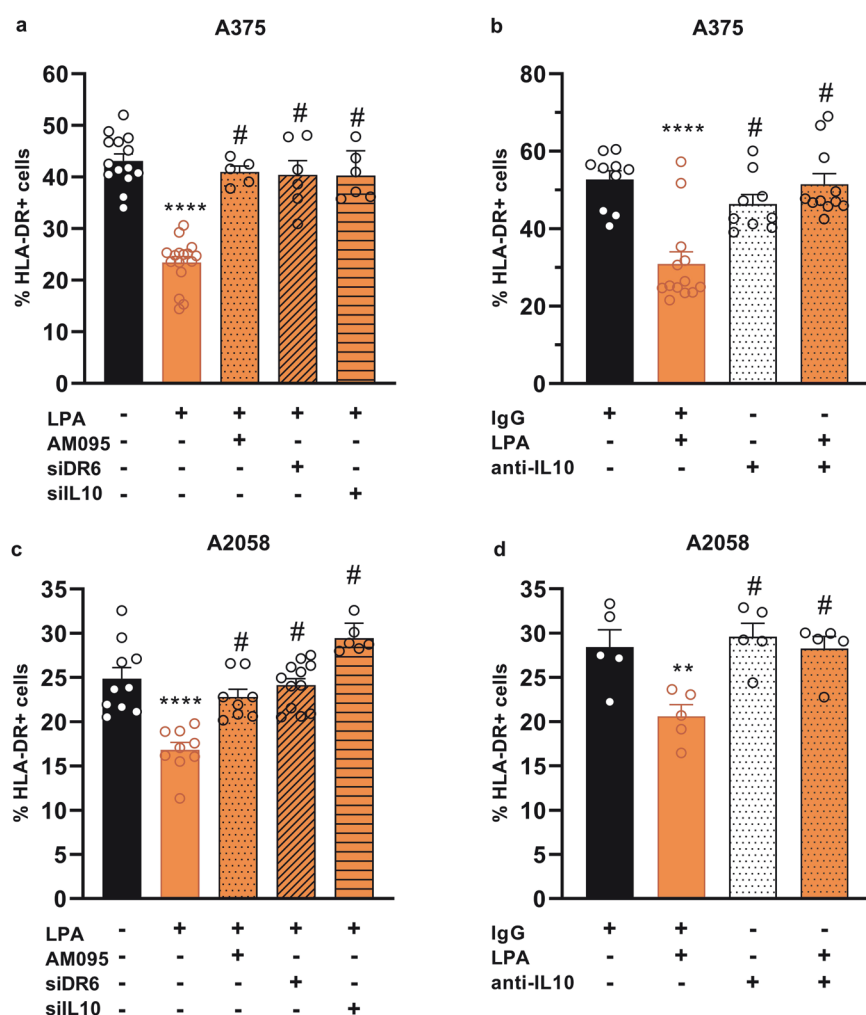 a
A375
% HLA-DR+ cells
60
50
40
30
20
10
0
****
#
#
#
LPA - + + + +
AM095 - - + - -
siDR6 - - - + -
siIL10 - - - - +
b
A375
% HLA-DR+ cells
80
60
40
20
0
****
#
#
IgG + + - -
LPA - + - +
anti-IL10 - - + +
c
A2058
% HLA-DR+ cells
35
30
25
20
15
10
5
0
****
#
#
#
LPA - + + + +
AM095 - - + - -
siDR6 - - - + -
siIL10 - - - - +
d
A2058
% HLA-DR+ cells
35
30
25
20
15
10
5
0
**
#
#
IgG + + - -
LPA - + - +
anti-IL10 - - + +